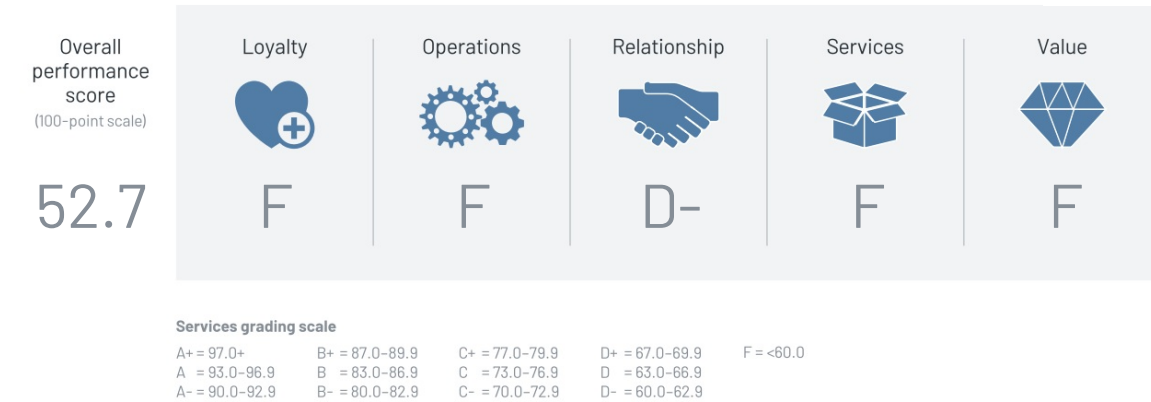 Overall
performance
score
(100-point scale)
52.7
Loyalty
F
Operations
F
Relationship
D-
Services
F
Value
F
Services grading scale
A+ = 97.0+
A = 93.0–96.9
A- = 90.0–92.9
B+ = 87.0–89.9
B = 83.0–86.9
B- = 80.0–82.9
C+ = 77.0–79.9
C = 73.0–76.9
C- = 70.0–72.9
D+ = 67.0–69.9
D = 63.0–66.9
D- = 60.0–62.9
F = <60.0